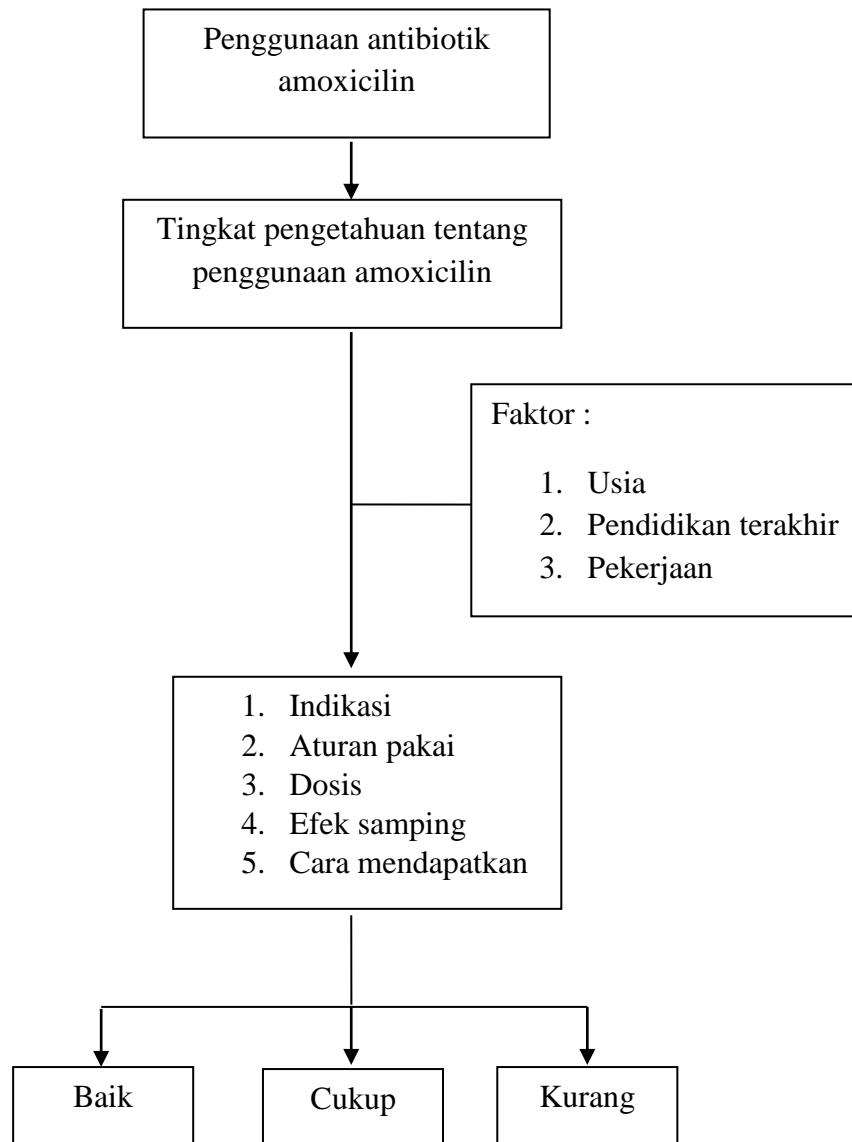 Penggunaan antibiotik
amoxicilin
Tingkat pengetahuan tentang
penggunaan amoxicilin
Faktor :
1. Usia
2. Pendidikan terakhir
3. Pekerjaan
1. Indikasi
2. Aturan pakai
3. Dosis
4. Efek samping
5. Cara mendapatkan
Baik
Cukup
Kurang